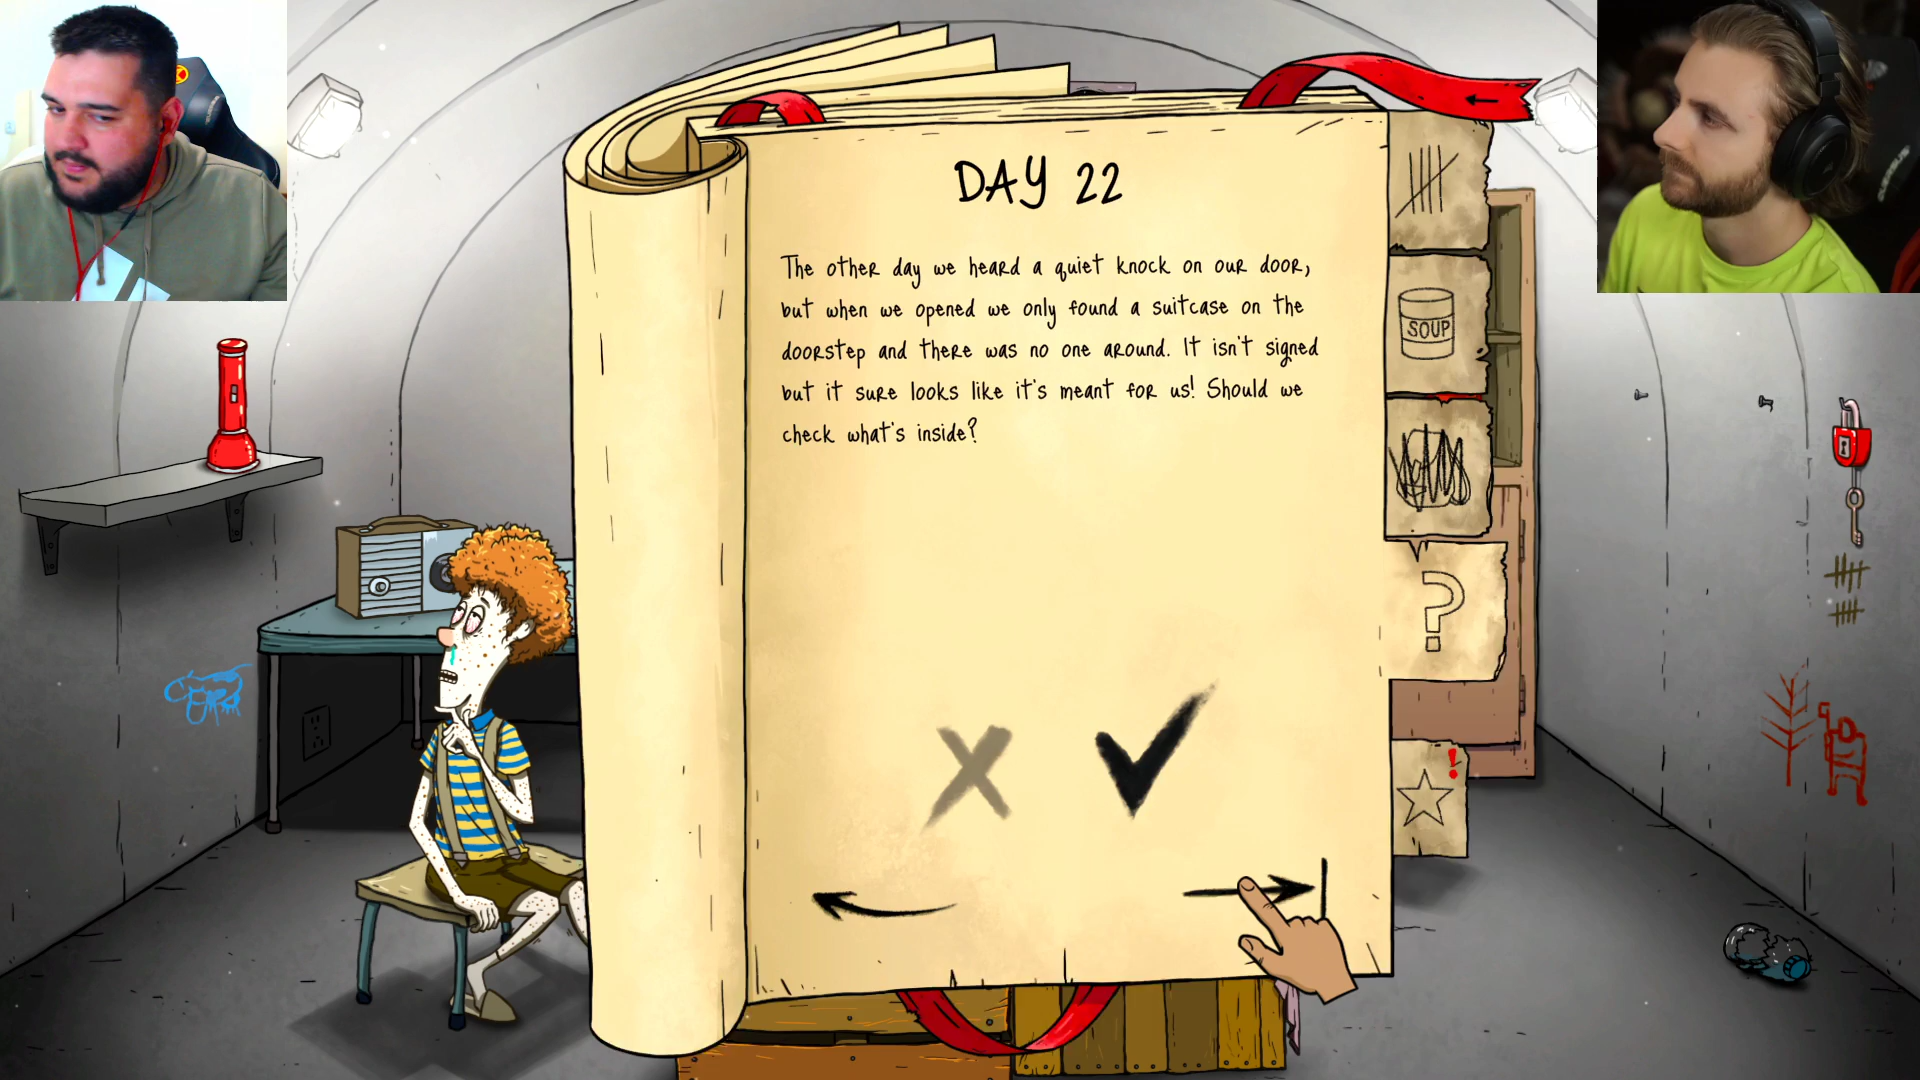 DAY 22
The other day we heard a quiet knock on our door,
but when we opened we only found a suitcase on the
doorstep and there was no one around. It isn't signed
but it sure looks like it's meant for us! Should we
check what's inside?
SOUP
?
!